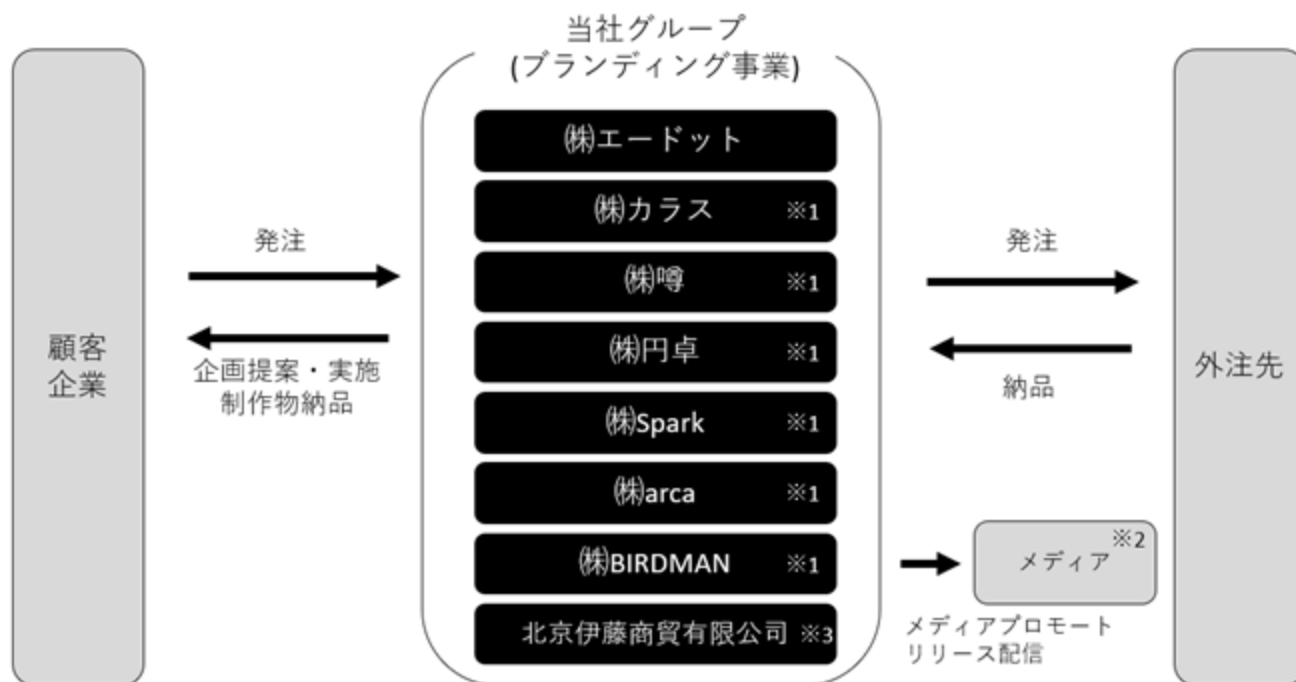 当社グループ
(ブランディング事業)
㈱エードット
㈱カラス ※1
㈱噂 ※1
㈱円卓 ※1
㈱Spark ※1
㈱arca ※1
㈱BIRDMAN ※1
北京伊藤商貿有限公司 ※3
顧客
企業
発注
企画提案・実施
制作物納品
発注
納品
外注先
メディア ※2
メディアプロモート
リリース配信